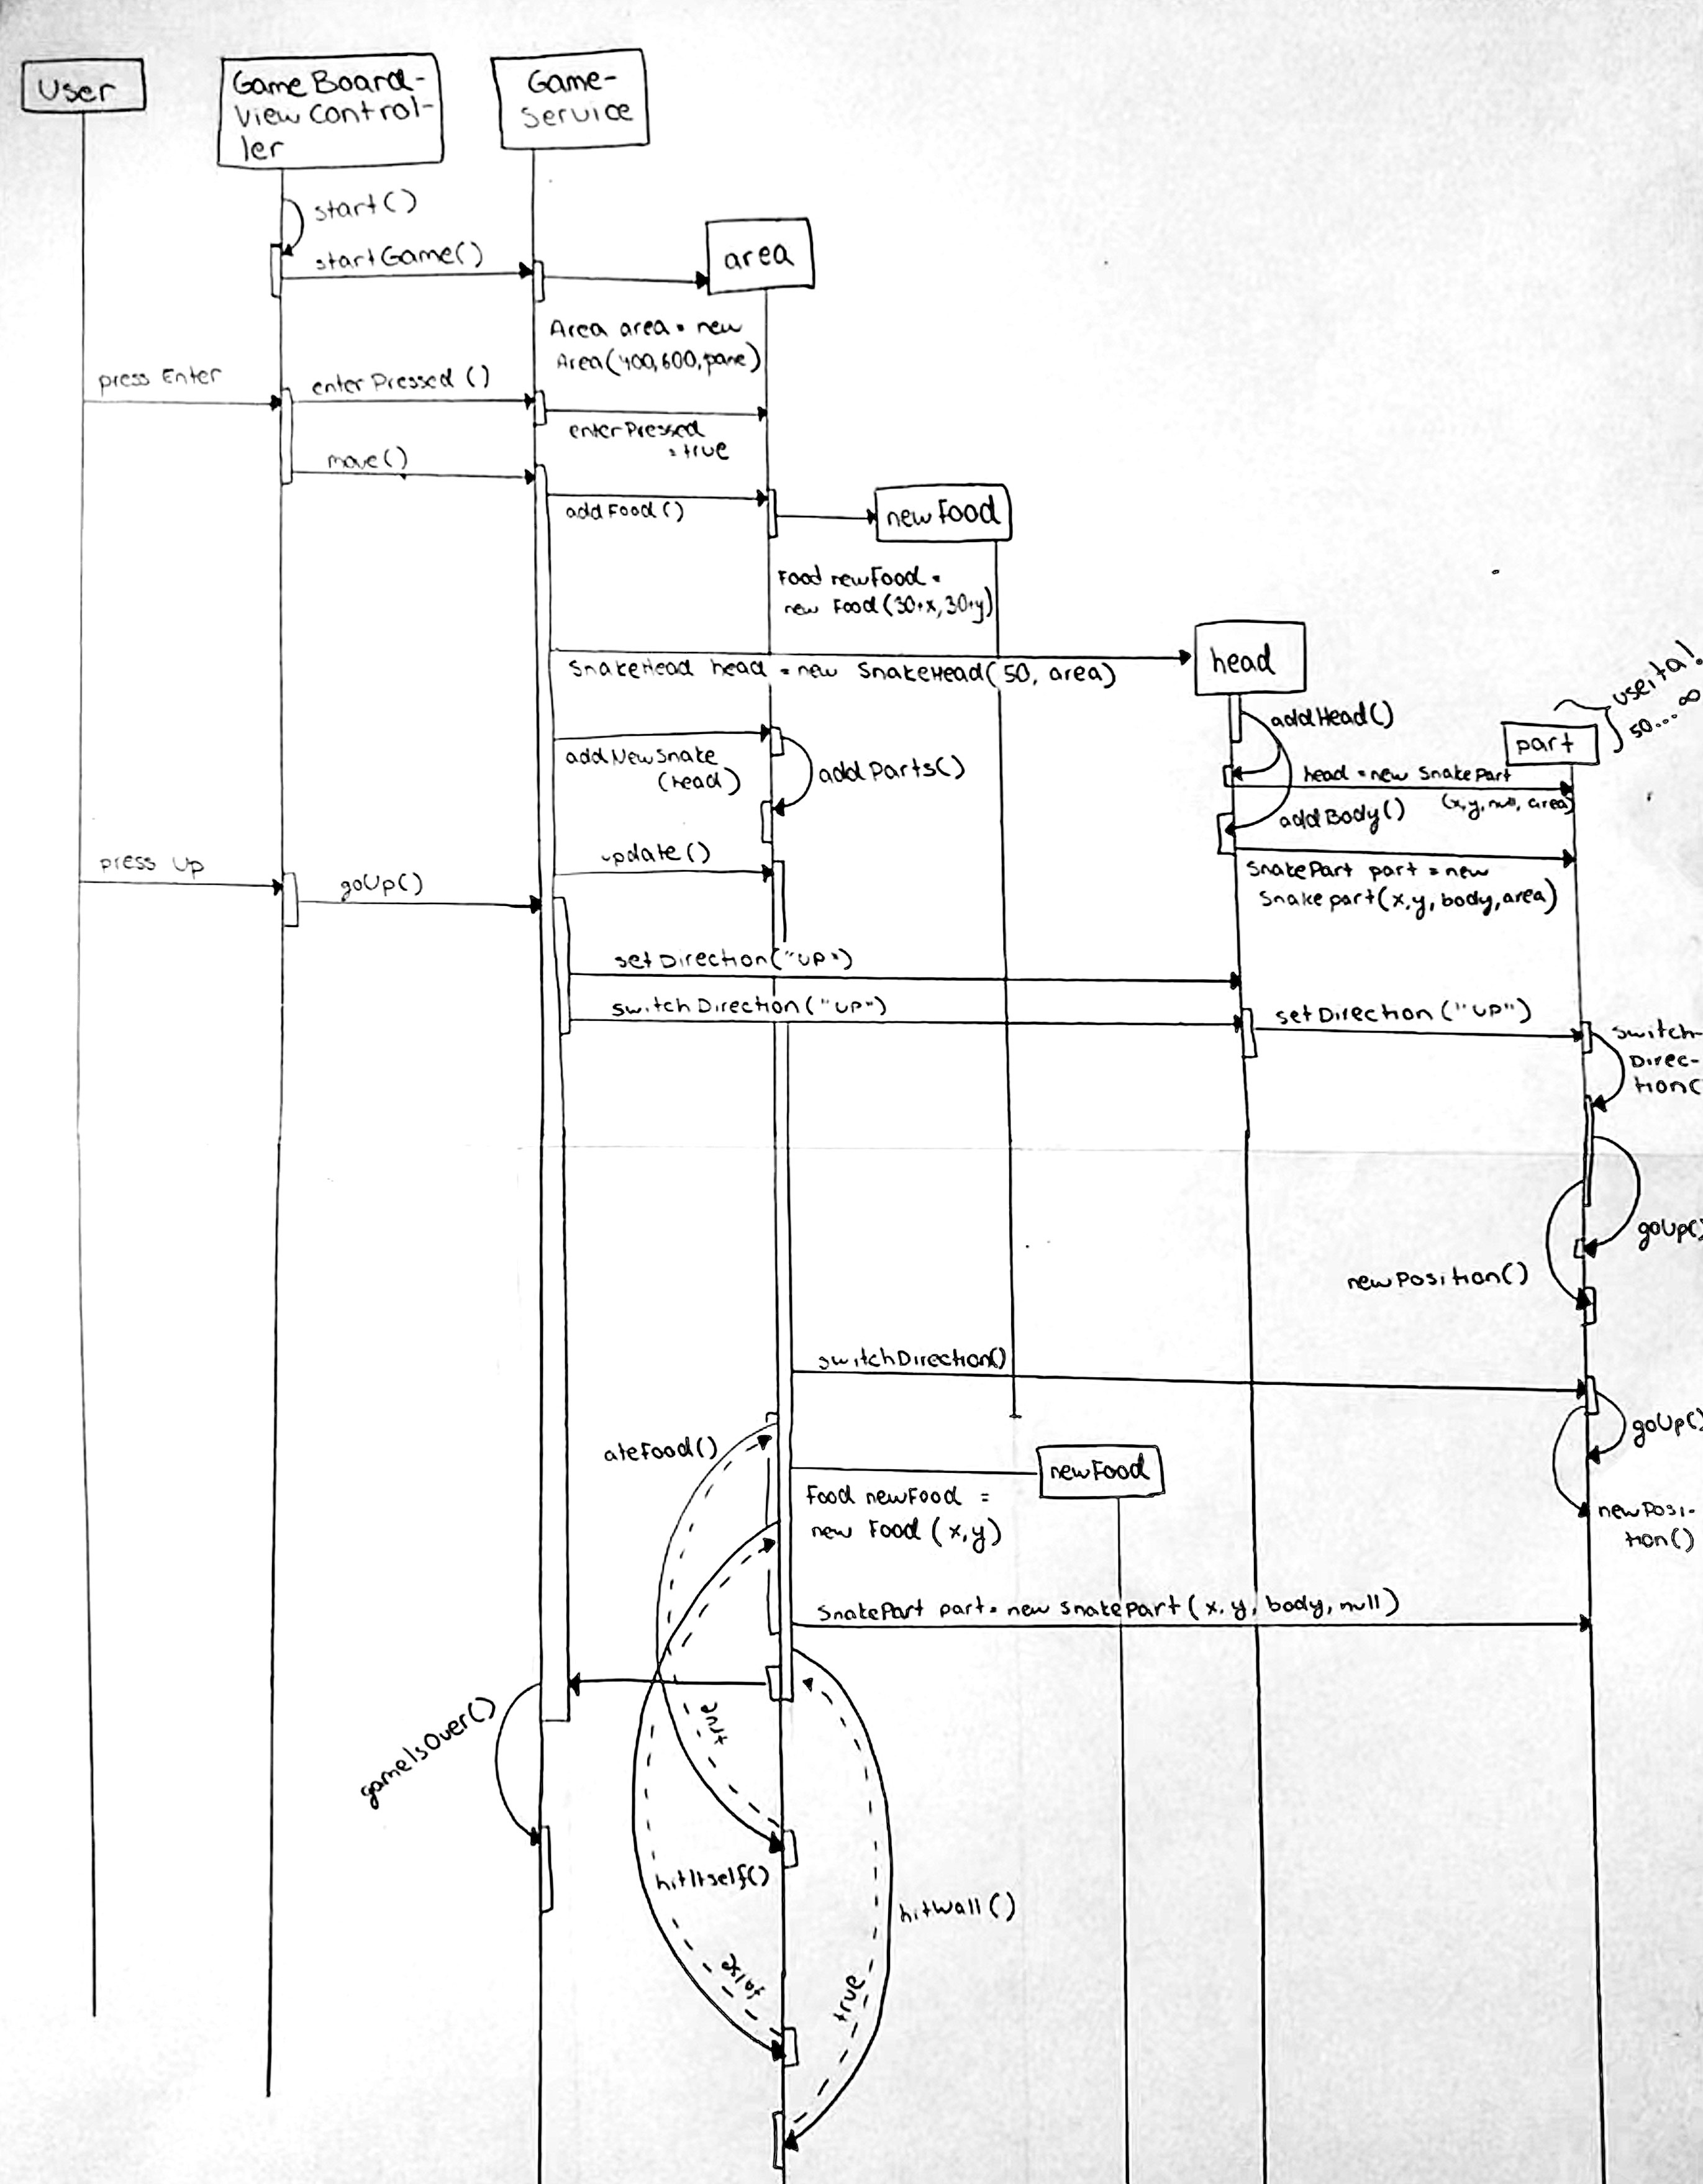 User
Game Board-
View Control-
ler
Game-
Service
start()
startGame()
area
Area area = new
Area(400,600,pane)
press Enter
enterPressed ()
enterPressed
= true
move()
addFood()
newFood
Food newFood =
new Food(30+x,30+y)
SnakeHead head = new SnakeHead(50, area)
head
useita!
50... ∞
part
addHead()
head = new SnakePart
(x,y,null, area)
addNewSnake
(head)
addParts()
addBody()
update()
press Up
goUp()
SnakePart part = new
Snakepart(x,y,body,area)
setDirection("UP")
switchDirection("UP")
setDirection ("UP")
switch-
Direc-
tion(
goUp()
newPosition()
switchDirection()
goUp()
ateFood()
newFood
Food newFood =
new Food (x,y)
newPosi-
tion()
SnakePart part = new Snakepart(x, y, body, null)
gameIsOver()
true
hitItself()
hitWall()
false
true